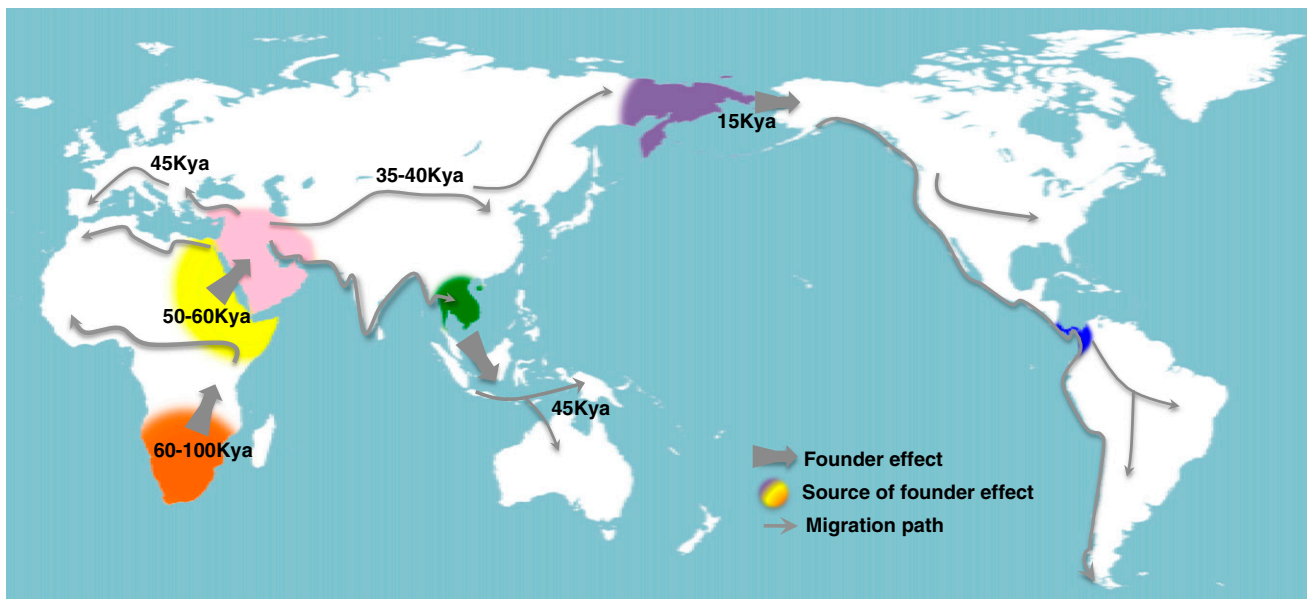 15Kya
45Kya
35-40Kya
50-60Kya
45Kya
60-100Kya
Founder effect
Source of founder effect
Migration path